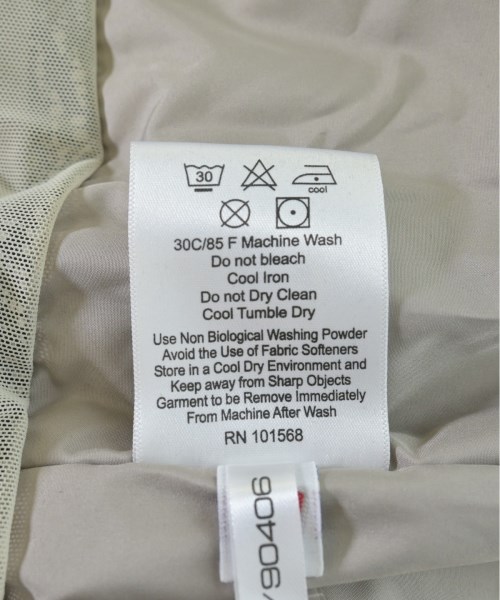 30
cool
30C/85 F Machine Wash
Do not bleach
Cool Iron
Do not Dry Clean
Cool Tumble Dry
Use Non Biological Washing Powder
Avoid the Use of Fabric Softeners
Store in a Cool Dry Environment and
Keep away from Sharp Objects
Garment to be Remove Immediately
From Machine After Wash
RN 101568
/90406